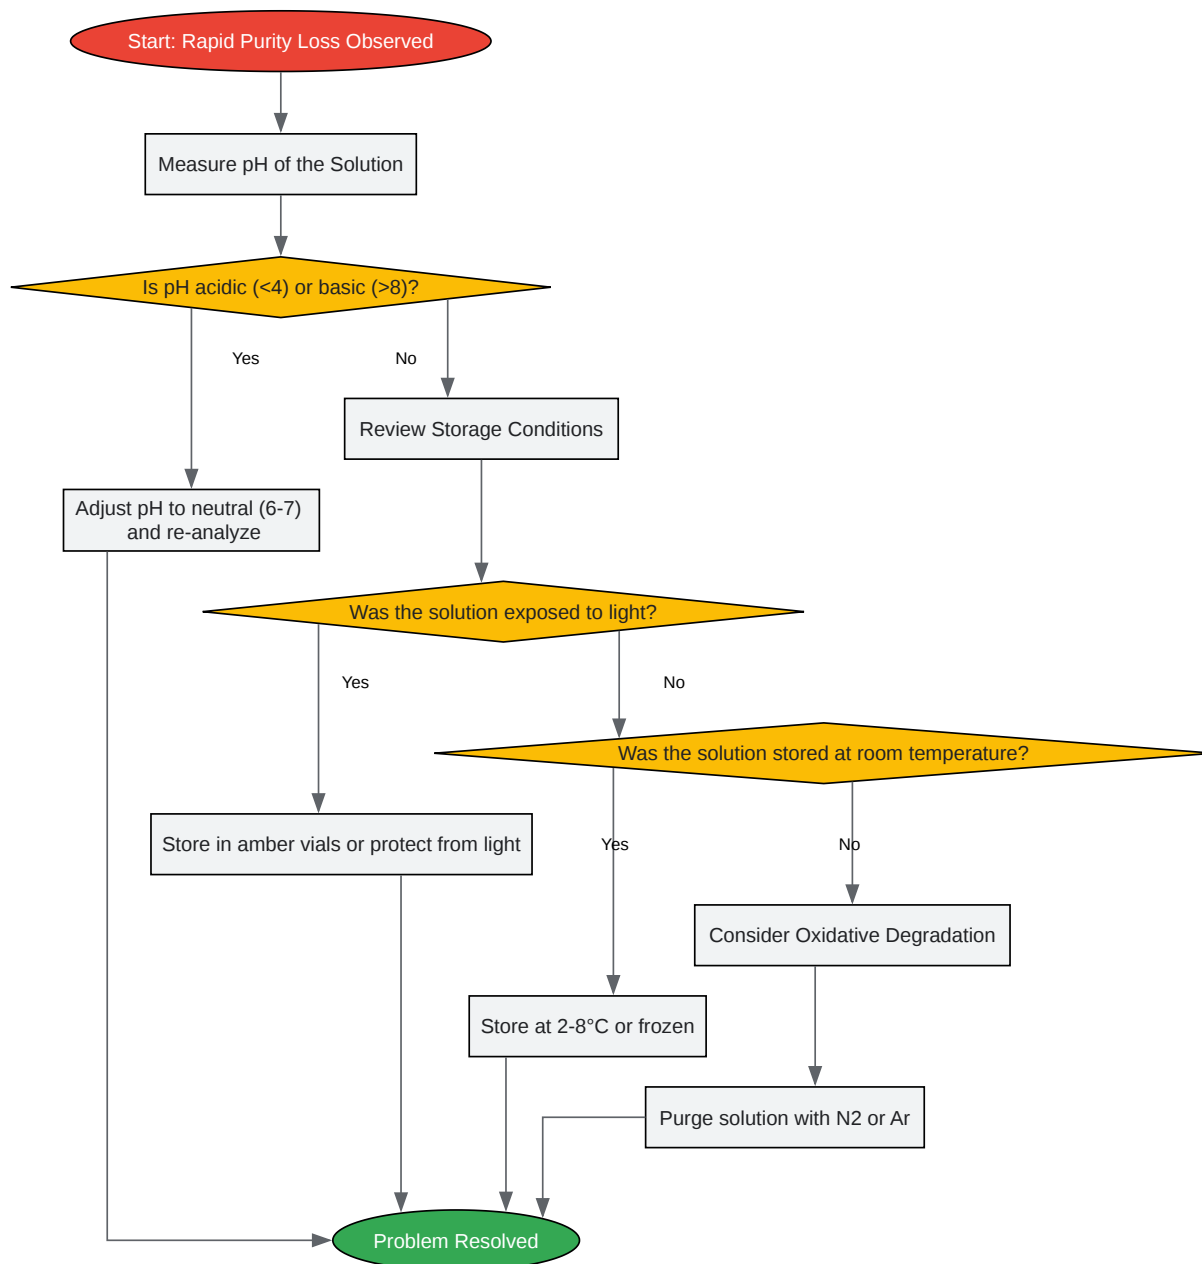 Start: Rapid Purity Loss Observed
Measure pH of the Solution
Is pH acidic (<4) or basic (>8)?
Yes
No
Review Storage Conditions
Adjust pH to neutral (6-7)
and re-analyze
Was the solution exposed to light?
Yes
No
Was the solution stored at room temperature?
Store in amber vials or protect from light
Yes
No
Consider Oxidative Degradation
Store at 2-8°C or frozen
Purge solution with N2 or Ar
Problem Resolved